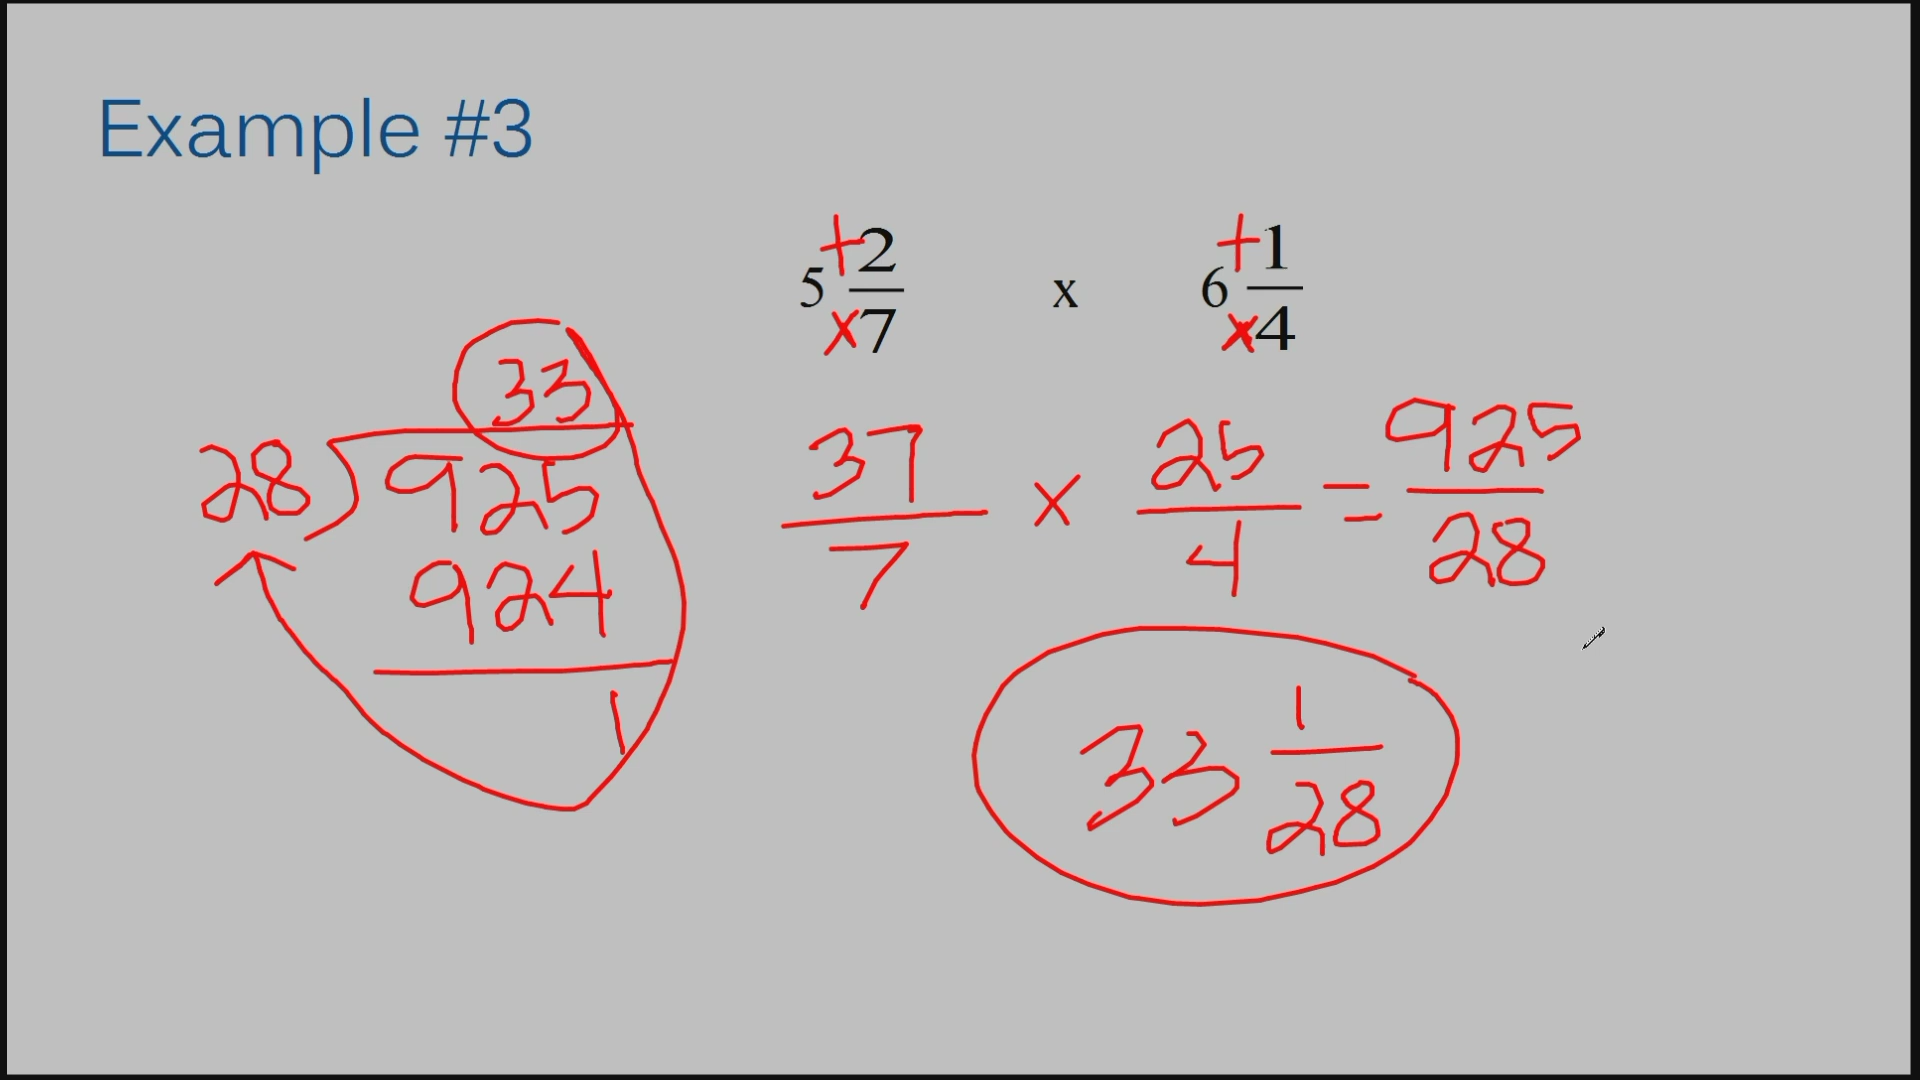 Example #3
5 + 2/7 x 6 + 1/4
x x
37/7 x 25/4 = 925/28
33
28 ) 925
924
1
33 1/28